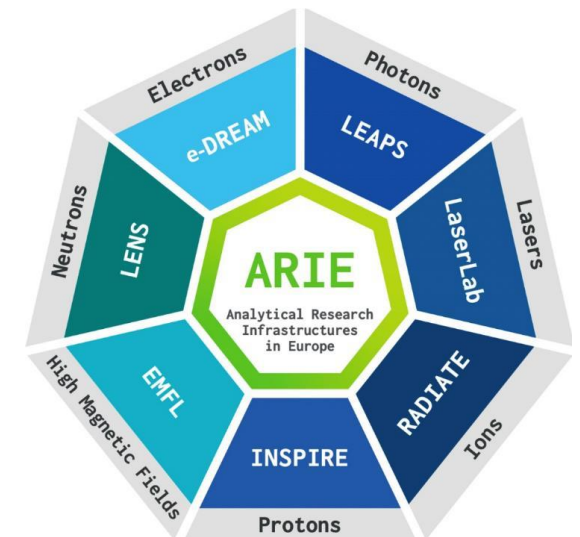 Electrons
e-DREAM
Photons
LEAPS
Lasers
LaserLab
Ions
RADIATE
Protons
INSPIRE
High Magnetic Fields
EMFL
Neutrons
LENS
ARIE
Analytical Research
Infrastructures
in Europe